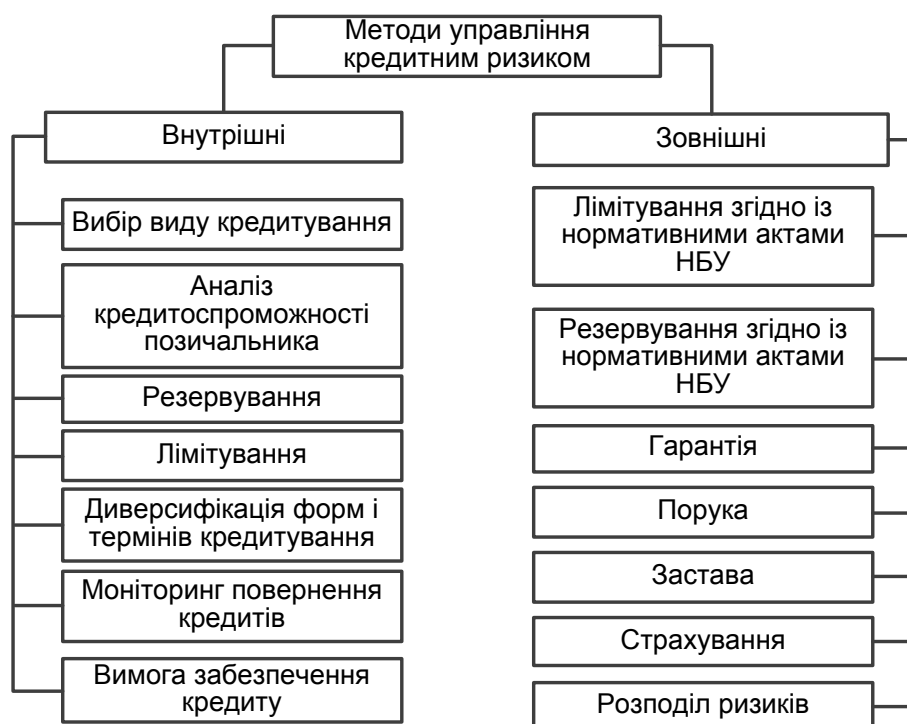 Методи управління
кредитним ризиком
Внутрішні
Вибір виду кредитування
Аналіз
кредитоспроможності
позичальника
Резервування
Лімітування
Диверсифікація форм і
термінів кредитування
Моніторинг повернення
кредитів
Вимога забезпечення
кредиту
Зовнішні
Лімітування згідно із
нормативними актами
НБУ
Резервування згідно із
нормативними актами
НБУ
Гарантія
Порука
Застава
Страхування
Розподіл ризиків